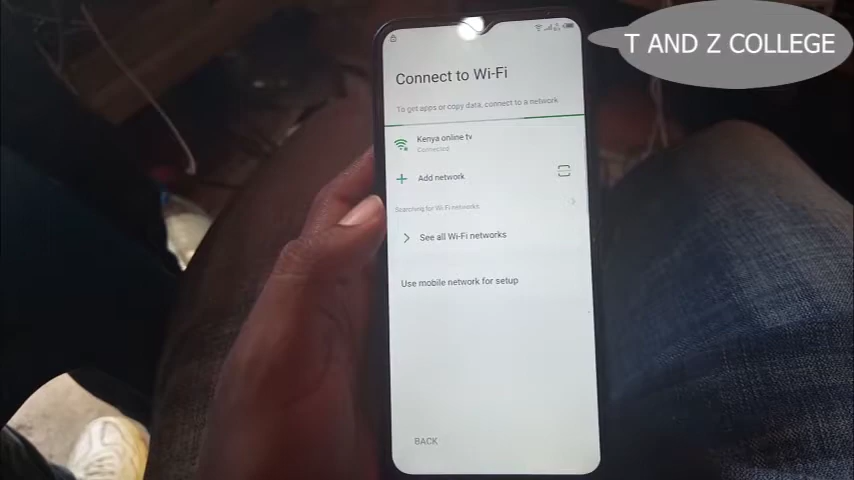 T AND Z COLLEGE
Connect to Wi-Fi
To get apps or copy data, connect to a network
Kenya online tv
Connected
Add network
Searching for Wi-Fi networks
See all Wi-Fi networks
Use mobile network for setup
BACK